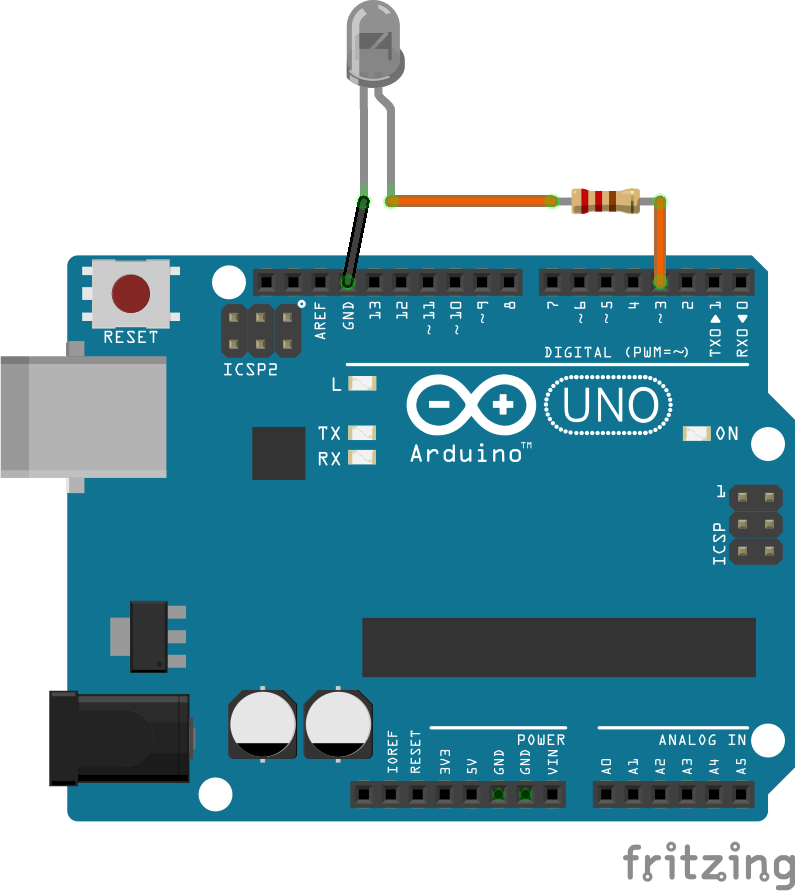 RESET
ICSP2
AREF
GND
13
12
~11
~10
~9
8
7
~6
~5
4
~3
2
TX0▶1
RX0◀0
DIGITAL (PWM=~)
L
TX
RX
UNO
Arduino™
ON
1
ICSP
POWER
ANALOG IN
IOREF
RESET
3V3
5V
GND
GND
VIN
A0
A1
A2
A3
A4
A5
fritzing